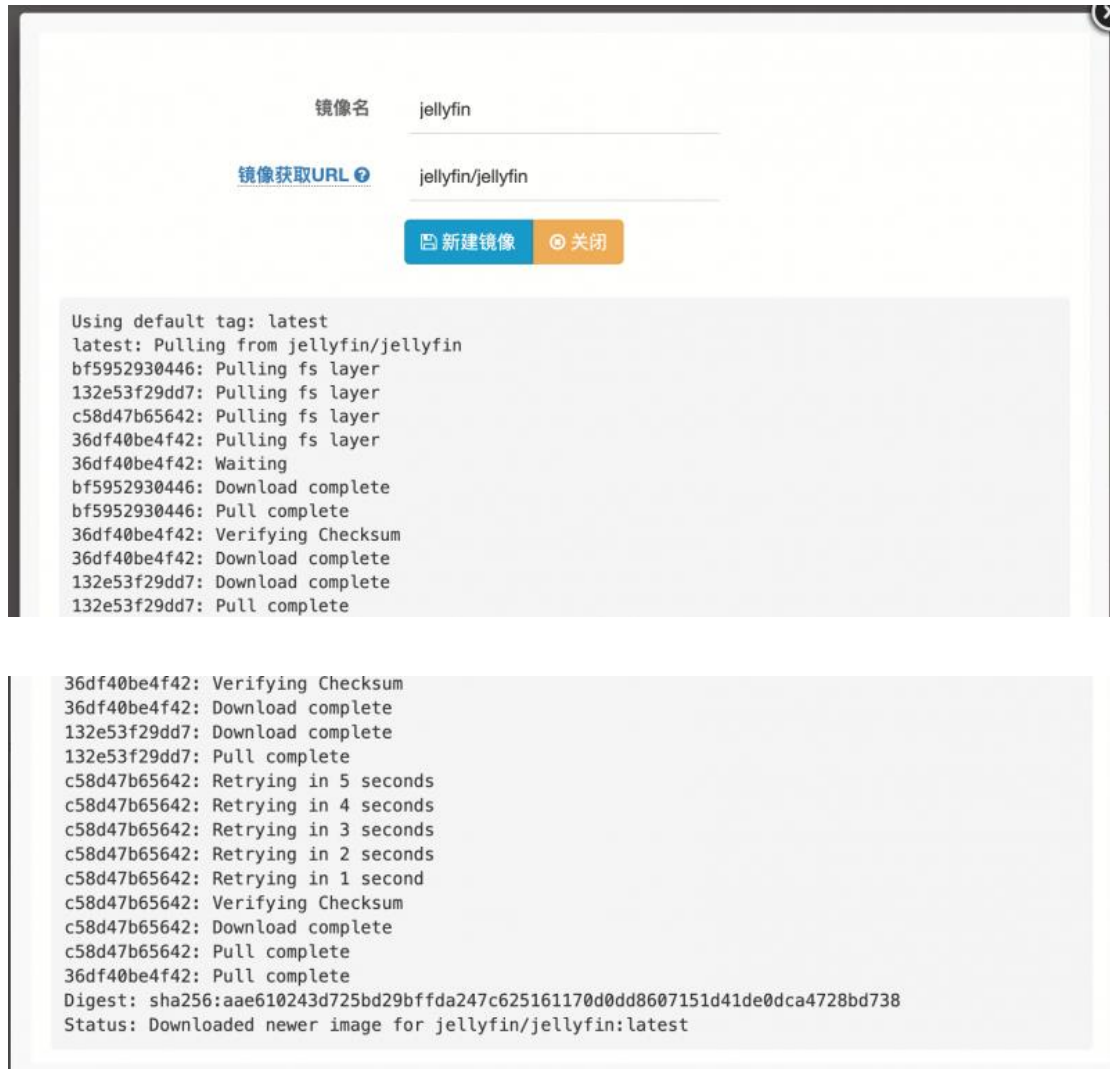 镜像名 jellyfin
镜像获取URL jellyfin/jellyfin
新建镜像 关闭
Using default tag: latest
latest: Pulling from jellyfin/jellyfin
bf5952930446: Pulling fs layer
132e53f29dd7: Pulling fs layer
c58d47b65642: Pulling fs layer
36df40be4f42: Pulling fs layer
36df40be4f42: Waiting
bf5952930446: Download complete
bf5952930446: Pull complete
36df40be4f42: Verifying Checksum
36df40be4f42: Download complete
132e53f29dd7: Download complete
132e53f29dd7: Pull complete
36df40be4f42: Verifying Checksum
36df40be4f42: Download complete
132e53f29dd7: Download complete
132e53f29dd7: Pull complete
c58d47b65642: Retrying in 5 seconds
c58d47b65642: Retrying in 4 seconds
c58d47b65642: Retrying in 3 seconds
c58d47b65642: Retrying in 2 seconds
c58d47b65642: Retrying in 1 second
c58d47b65642: Verifying Checksum
c58d47b65642: Download complete
c58d47b65642: Pull complete
36df40be4f42: Pull complete
Digest: sha256:aae610243d725bd29bffda247c625161170d0dd8607151d41de0dca4728bd738
Status: Downloaded newer image for jellyfin/jellyfin:latest